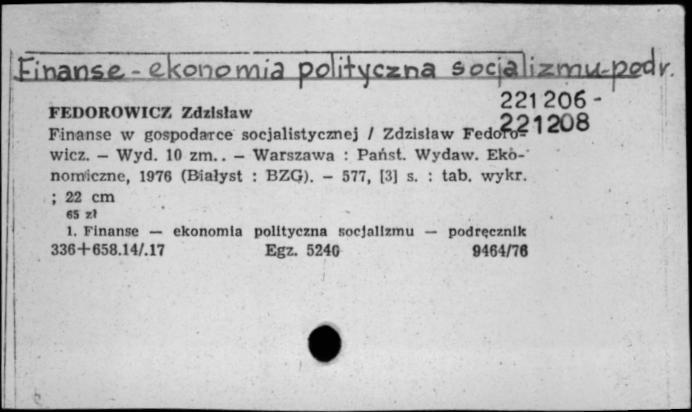 Finanse - ekonomia polityczna socjalizmu-podr.
221206-
221208
FEDOROWICZ Zdzisław
Finanse w gospodarce socjalistycznej / Zdzisław Fedoro-
wicz. — Wyd. 10 zm.. — Warszawa : Państ. Wydaw. Eko-
nomiczne, 1976 (Białyst : BZG). — 577, [3] s. : tab. wykr.
; 22 cm
65 zł
1. Finanse — ekonomia polityczna socjalizmu — podręcznik
336+658.14/.17 Egz. 5240 9464/76